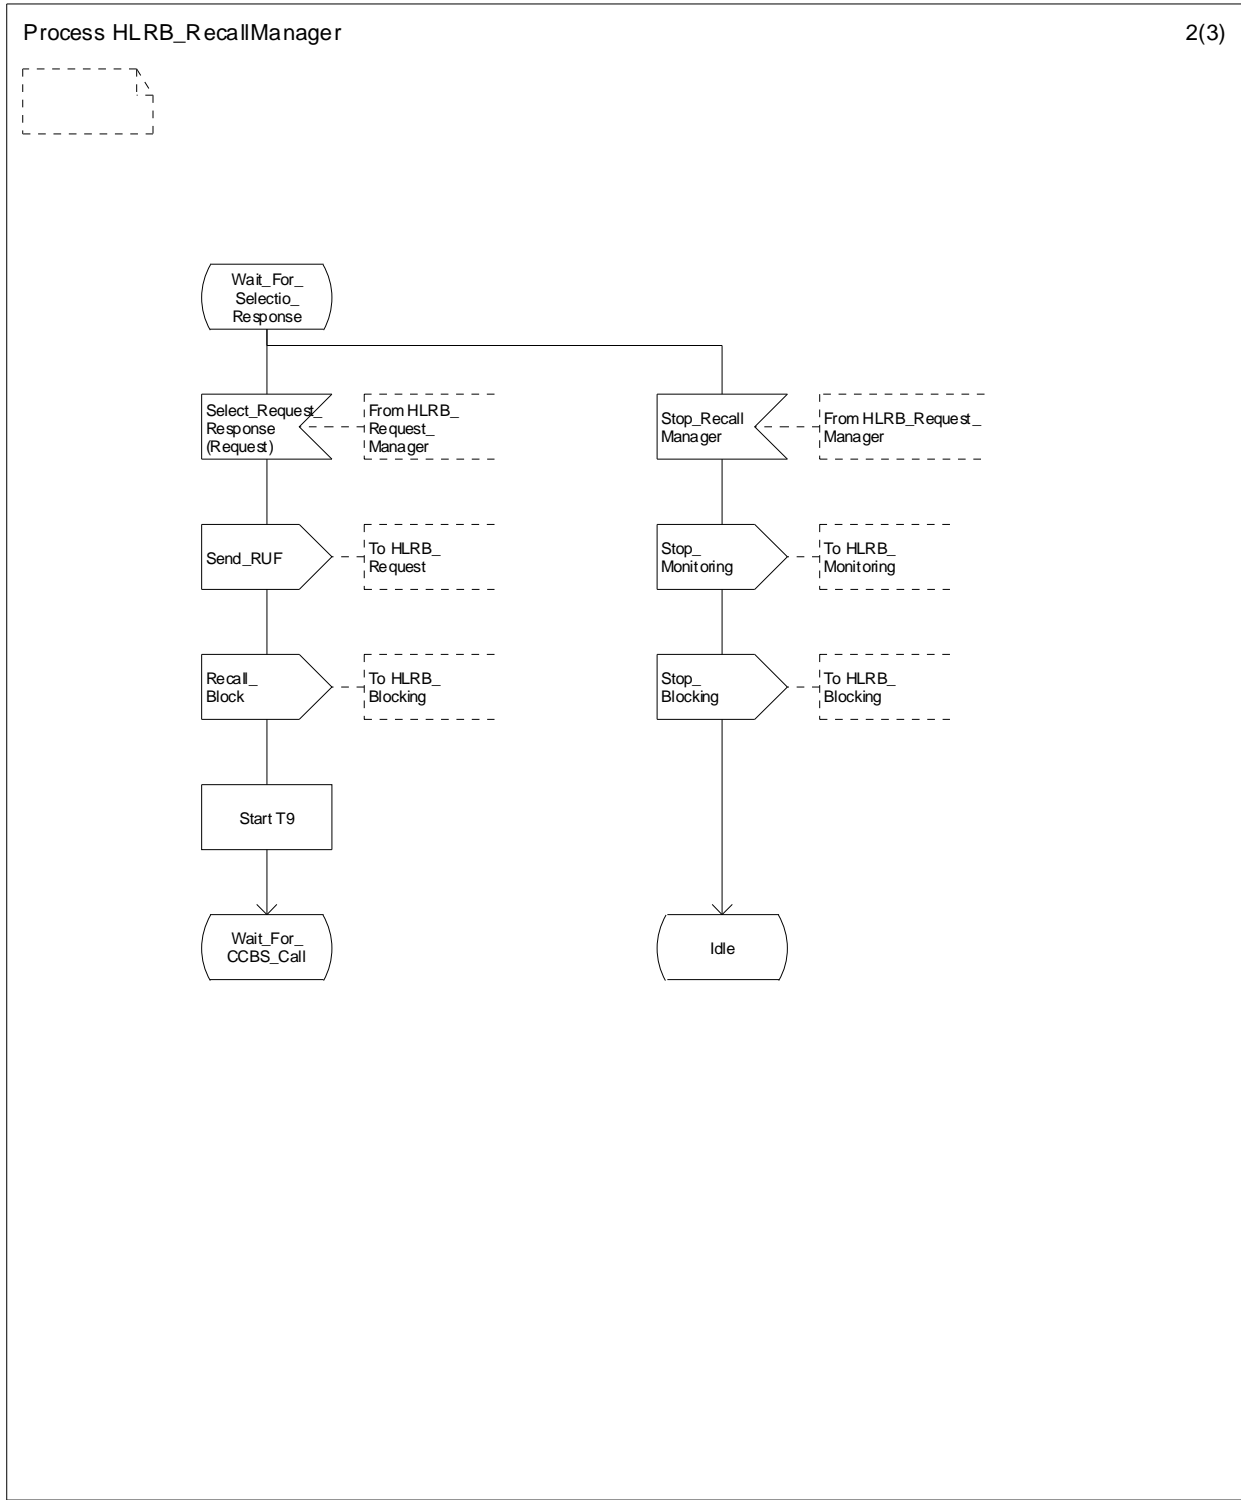 Process HLRB_RecallManager
2(3)
Wait_For_
Selectio_
Response
Select_Request_
Response
(Request)
From HLRB_
Request_
Manager
Stop_Recall
Manager
From HLRB_Request_
Manager
Send_RUF
To HLRB_
Request
Stop_
Monitoring
To HLRB_
Monitoring
Recall_
Block
To HLRB_
Blocking
Stop_
Blocking
To HLRB_
Blocking
Start T9
Wait_For_
CCBS_Call
Idle